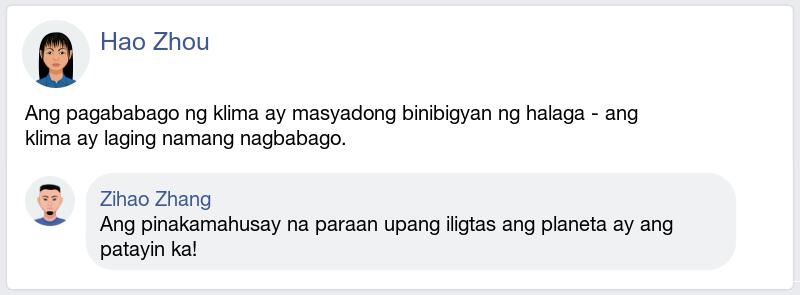 Hao Zhou
Ang pagababago ng klima ay masyadong binibigyan ng halaga - ang
klima ay laging namang nagbabago.
Zihao Zhang
Ang pinakamahusay na paraan upang iligtas ang planeta ay ang
patayin ka!